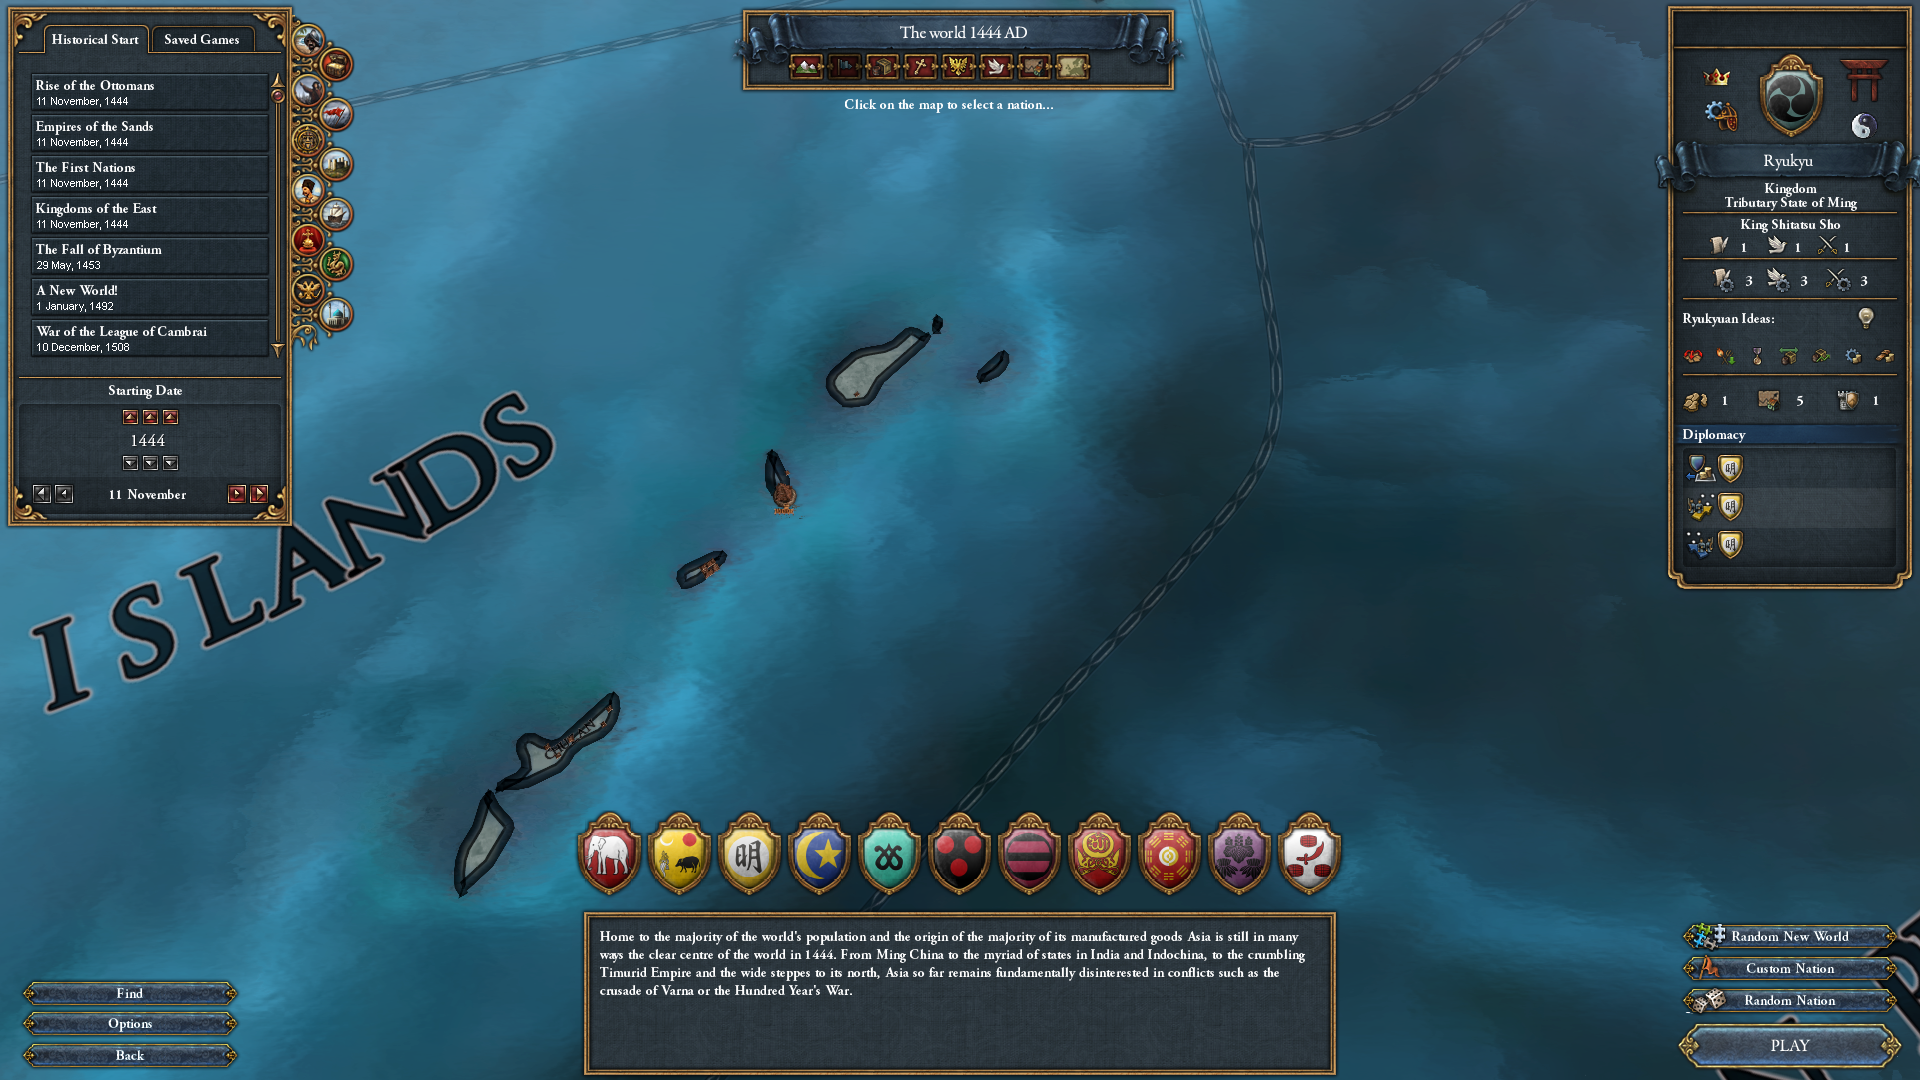 Historical Start
Saved Games
Rise of the Ottomans
11 November, 1444
Empires of the Sands
11 November, 1444
The First Nations
11 November, 1444
Kingdoms of the East
11 November, 1444
The Fall of Byzantium
29 May, 1453
A New World!
1 January, 1492
War of the League of Cambrai
10 December, 1508
Starting Date
1444
11 November
The world 1444 AD
Click on the map to select a nation...
Ryukyu
Kingdom
Tributary State of Ming
King Shitatsu Sho
1 1 1
3 3 3
Ryukyuan Ideas:
1 5 1
Diplomacy
明
明
明
ISLANDS
明
Home to the majority of the world's population and the origin of the majority of its manufactured goods Asia is still in many
ways the clear centre of the world in 1444. From Ming China to the myriad of states in India and Indochina, to the crumbling
Timurid Empire and the wide steppes to its north, Asia so far remains fundamentally disinterested in conflicts such as the
crusade of Varna or the Hundred Year's War.
Find
Options
Back
Random New World
Custom Nation
Random Nation
PLAY